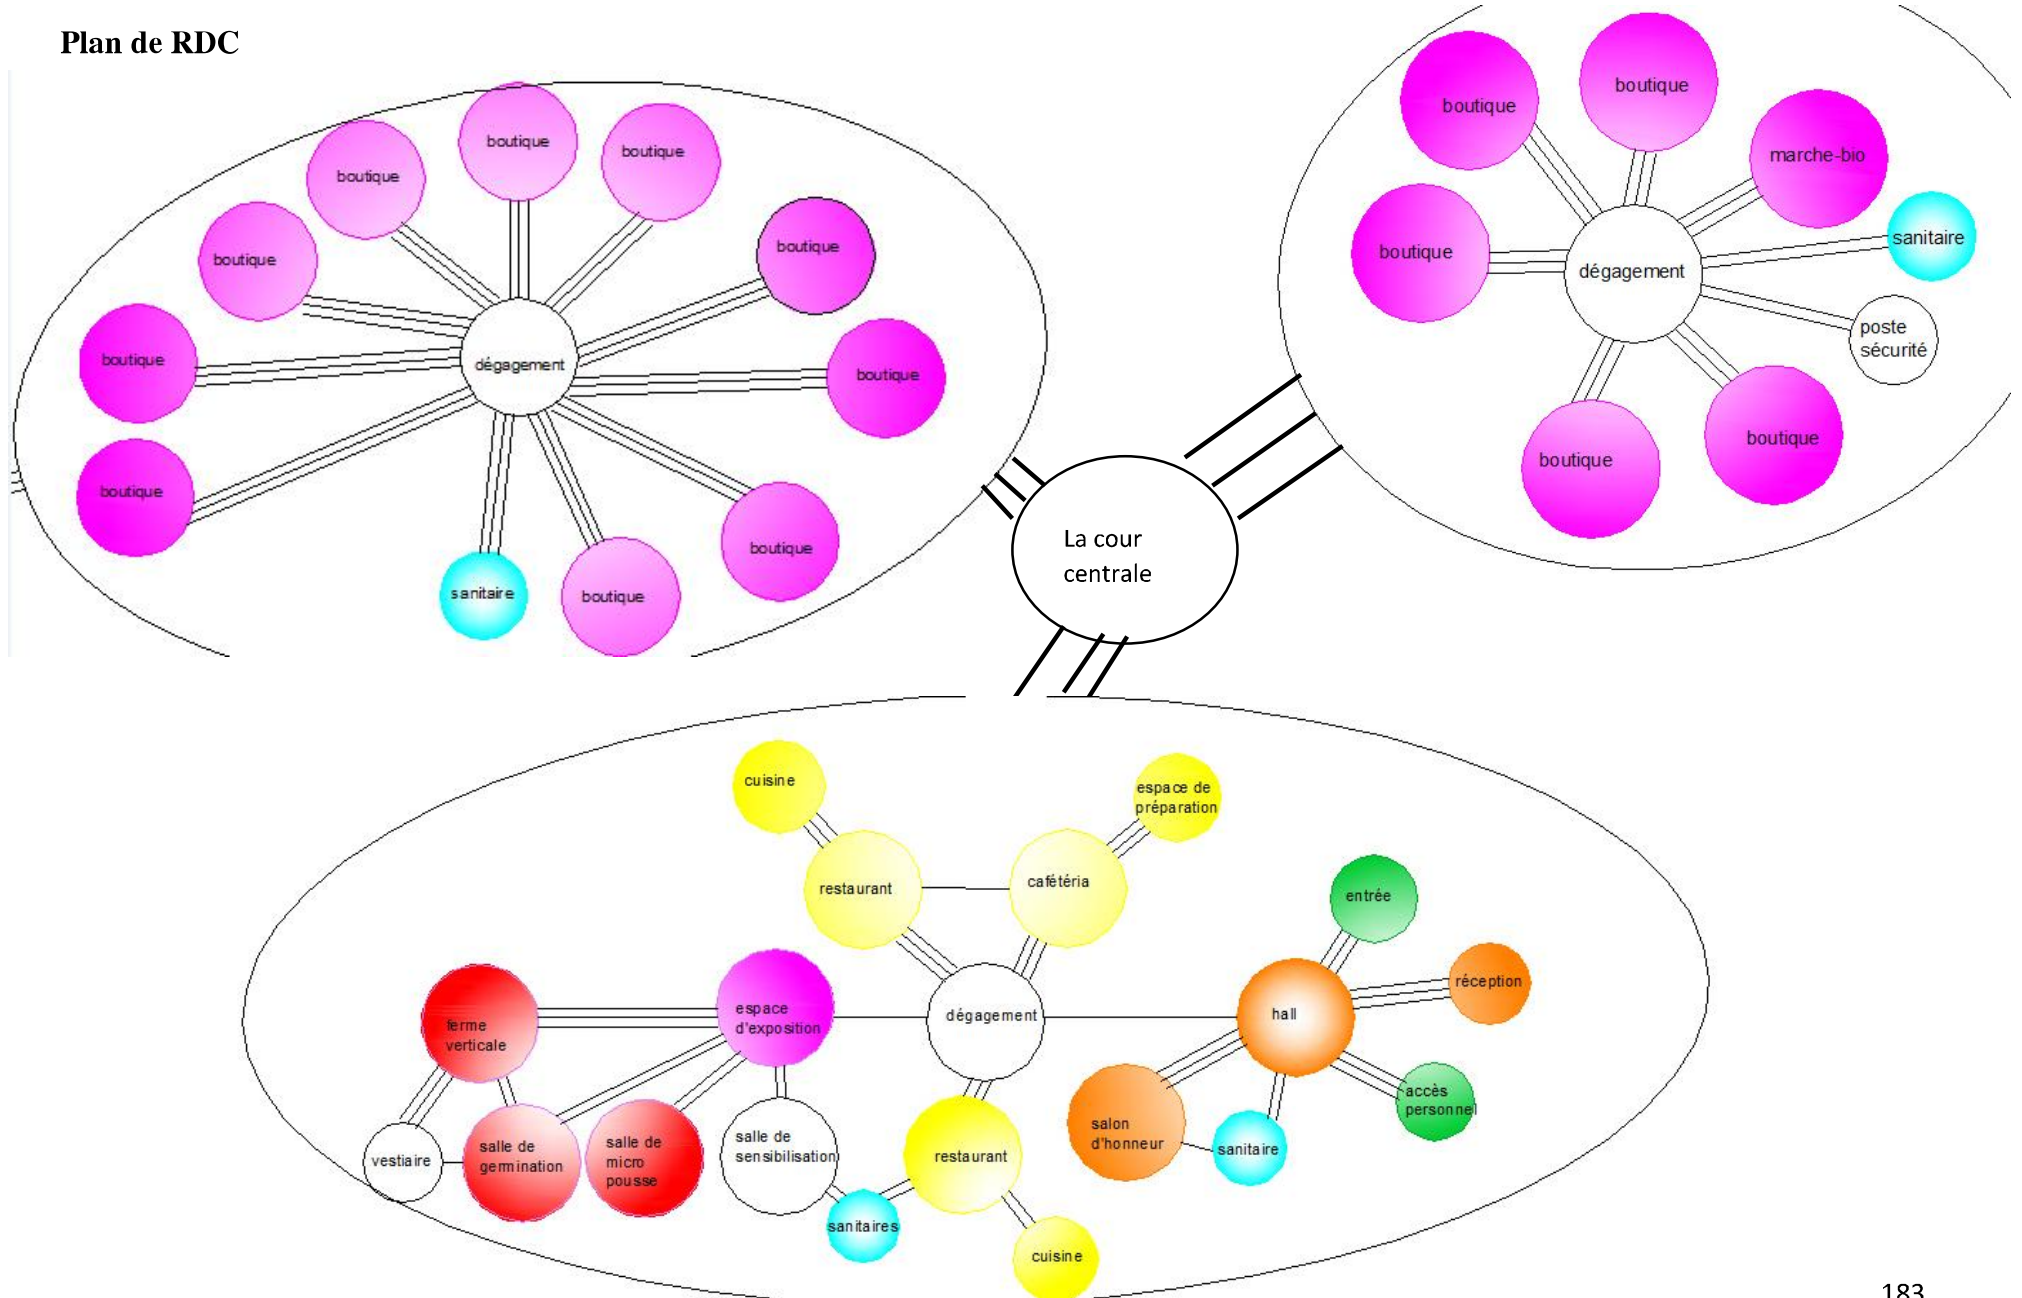 Plan de RDC
boutique
boutique
boutique
boutique
boutique
boutique
boutique
dégagement
boutique
boutique
boutique
boutique
sanitaire
boutique
boutique
boutique
marche-bio
boutique
sanitaire
dégagement
poste
sécurité
boutique
boutique
La cour
centrale
cuisine
espace de
préparation
restaurant
cafétéria
entrée
réception
ferme
verticale
espace
d'exposition
dégagement
hall
accès
personnel
salon
d'honneur
sanitaire
vestiaire
salle de
germination
salle de
micro
pousse
salle de
sensibilisation
restaurant
sanitaires
cuisine
183